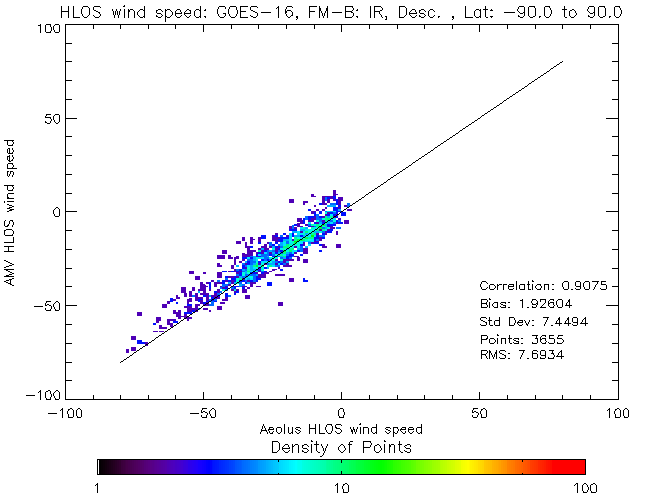 HLOS wind speed: GOES-16, FM-B: IR, Desc. , Lat: -90.0 to 90.0
100
50
0
-50
-100
AMV HLOS wind speed
Correlation: 0.9075
Bias: 1.92604
Std Dev: 7.4494
Points: 3655
RMS: 7.6934
-100 -50 0 50 100
Aeolus HLOS wind speed
Density of Points
1 10 100